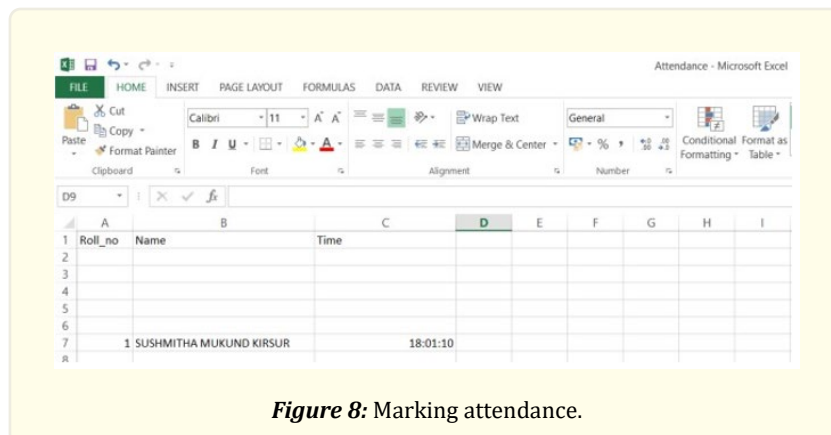 Attendance - Microsoft Excel
FILE HOME INSERT PAGE LAYOUT FORMULAS DATA REVIEW VIEW
Paste
Cut
Copy
Format Painter
Clipboard
Calibri 11 A A
B I U A
Font
Wrap Text
Merge & Center
Alignment
General
% , .00
Number
Conditional Formatting
Format as Table
D9 fx
A B C D E F G H I
1 Roll_no Name Time
2
3
4
5
6
7 1 SUSHMITHA MUKUND KIRSUR 18:01:10
8
Figure 8: Marking attendance.